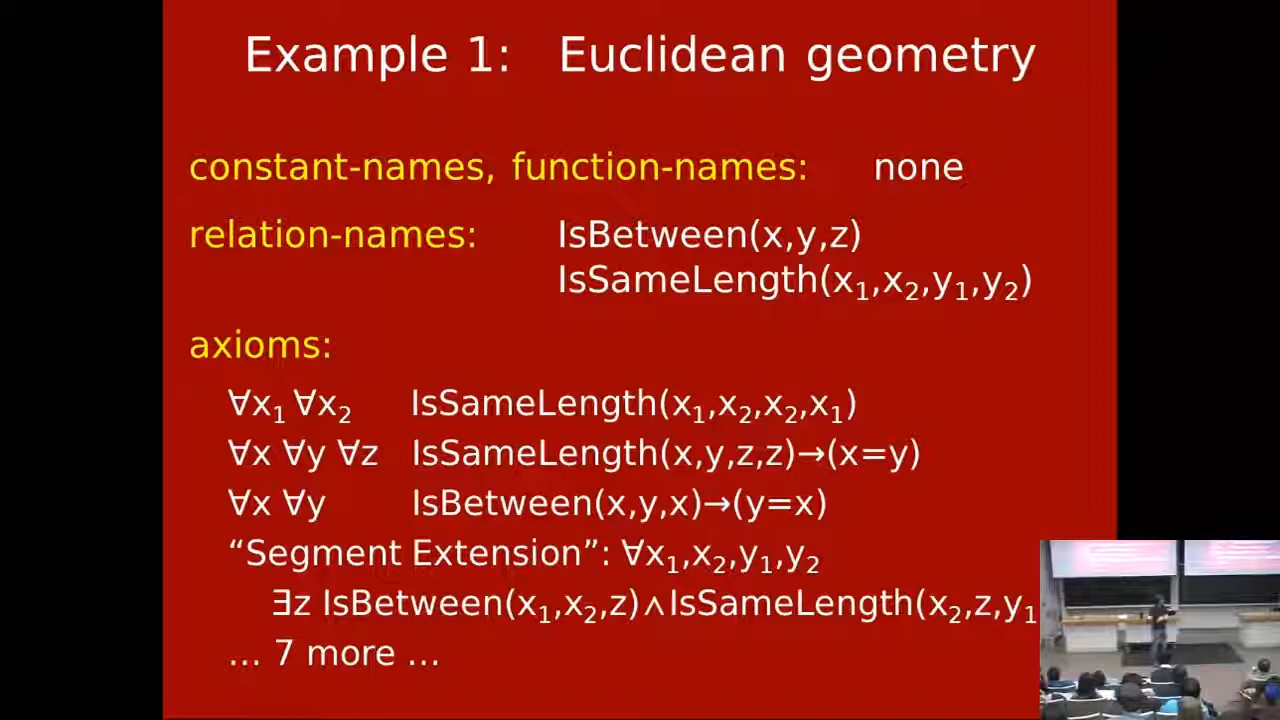 Example 1: Euclidean geometry
constant-names, function-names: none
relation-names: IsBetween(x,y,z)
IsSameLength(x₁,x₂,y₁,y₂)
axioms:
∀x₁ ∀x₂ IsSameLength(x₁,x₂,x₂,x₁)
∀x ∀y ∀z IsSameLength(x,y,z,z)→(x=y)
∀x ∀y IsBetween(x,y,x)→(y=x)
“Segment Extension”: ∀x₁,x₂,y₁,y₂
∃z IsBetween(x₁,x₂,z)∧IsSameLength(x₂,z,y₁
... 7 more ...